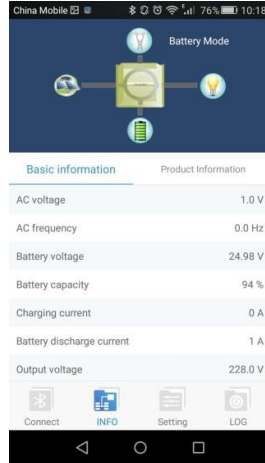 China Mobile 76% 10:18
Battery Mode
Basic information Product Information
AC voltage 1.0 V
AC frequency 0.0 Hz
Battery voltage 24.98 V
Battery capacity 94 %
Charging current 0 A
Battery discharge current 1 A
Output voltage 228.0 V
Connect INFO Setting LOG